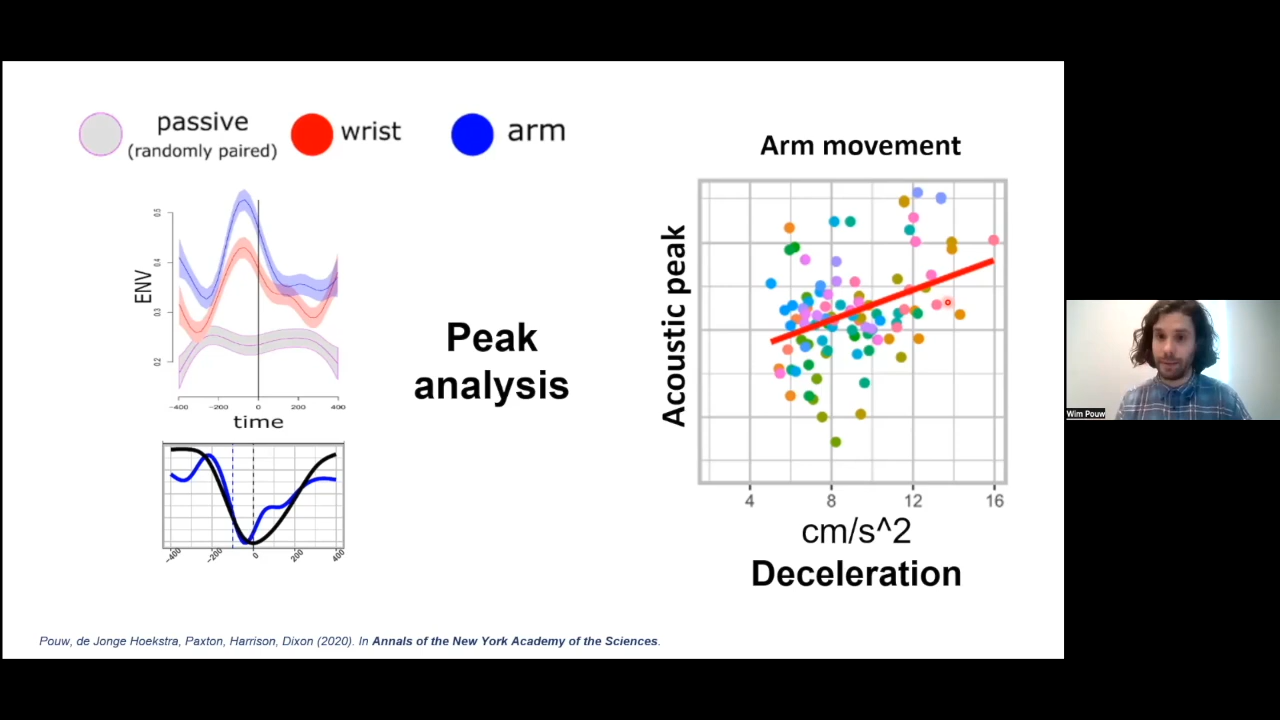 passive
(randomly paired)
wrist
arm
ENV
0.5
0.4
0.3
0.2
−400
−200
0
200
400
time
-400
-200
0
200
400
Peak
analysis
Arm movement
Acoustic peak
4
8
12
16
cm/s^2
Deceleration
Pouw, de Jonge Hoekstra, Paxton, Harrison, Dixon (2020). In Annals of the New York Academy of the Sciences.
Wim Pouw